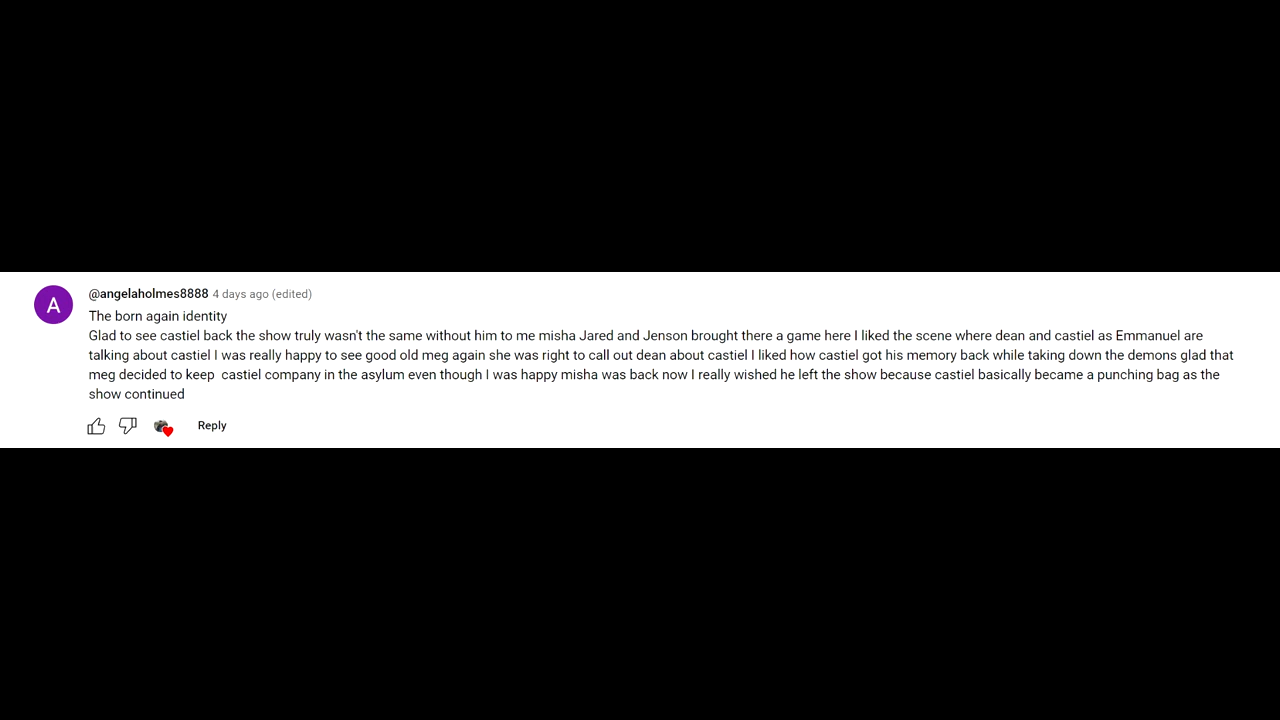 A
@angelaholmes8888 4 days ago (edited)
The born again identity
Glad to see castiel back the show truly wasn't the same without him to me misha Jared and Jenson brought there a game here I liked the scene where dean and castiel as Emmanuel are
talking about castiel I was really happy to see good old meg again she was right to call out dean about castiel I liked how castiel got his memory back while taking down the demons glad that
meg decided to keep  castiel company in the asylum even though I was happy misha was back now I really wished he left the show because castiel basically became a punching bag as the
show continued
Reply